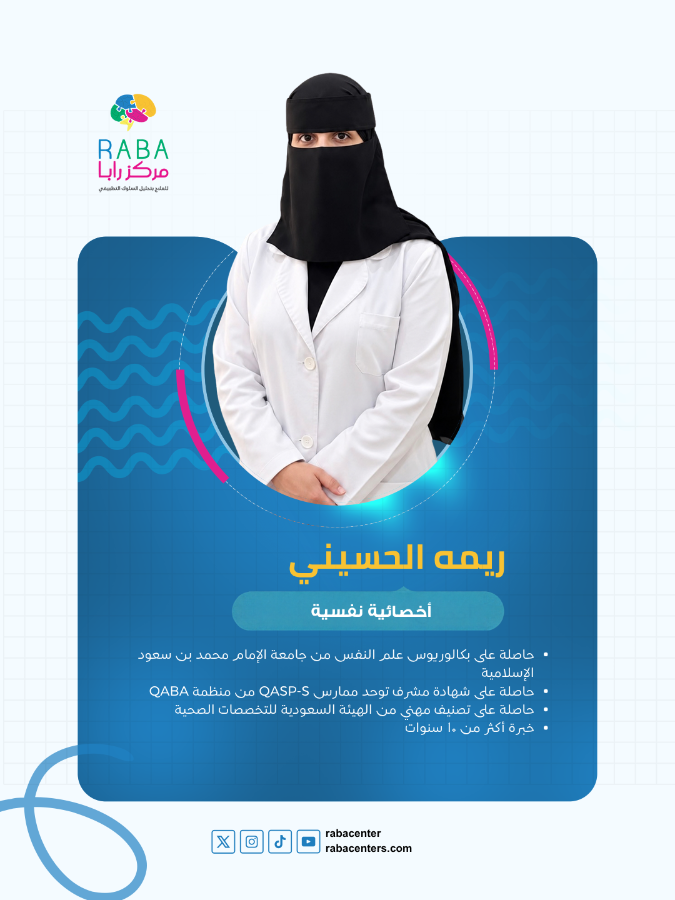 RABA
مركز رابا
للعلاج بتحليل السلوك التطبيقي
ريمه الحسيني
أخصائية نفسية
حاصلة على بكالوريوس علم النفس من جامعة الإمام محمد بن سعود
الإسلامية
حاصلة على شهادة مشرف توحد ممارس QASP-S من منظمة QABA
حاصلة على تصنيف مهني من الهيئة السعودية للتخصصات الصحية
خبرة أكثر من ١٠ سنوات
rabacenter
rabacenters.com